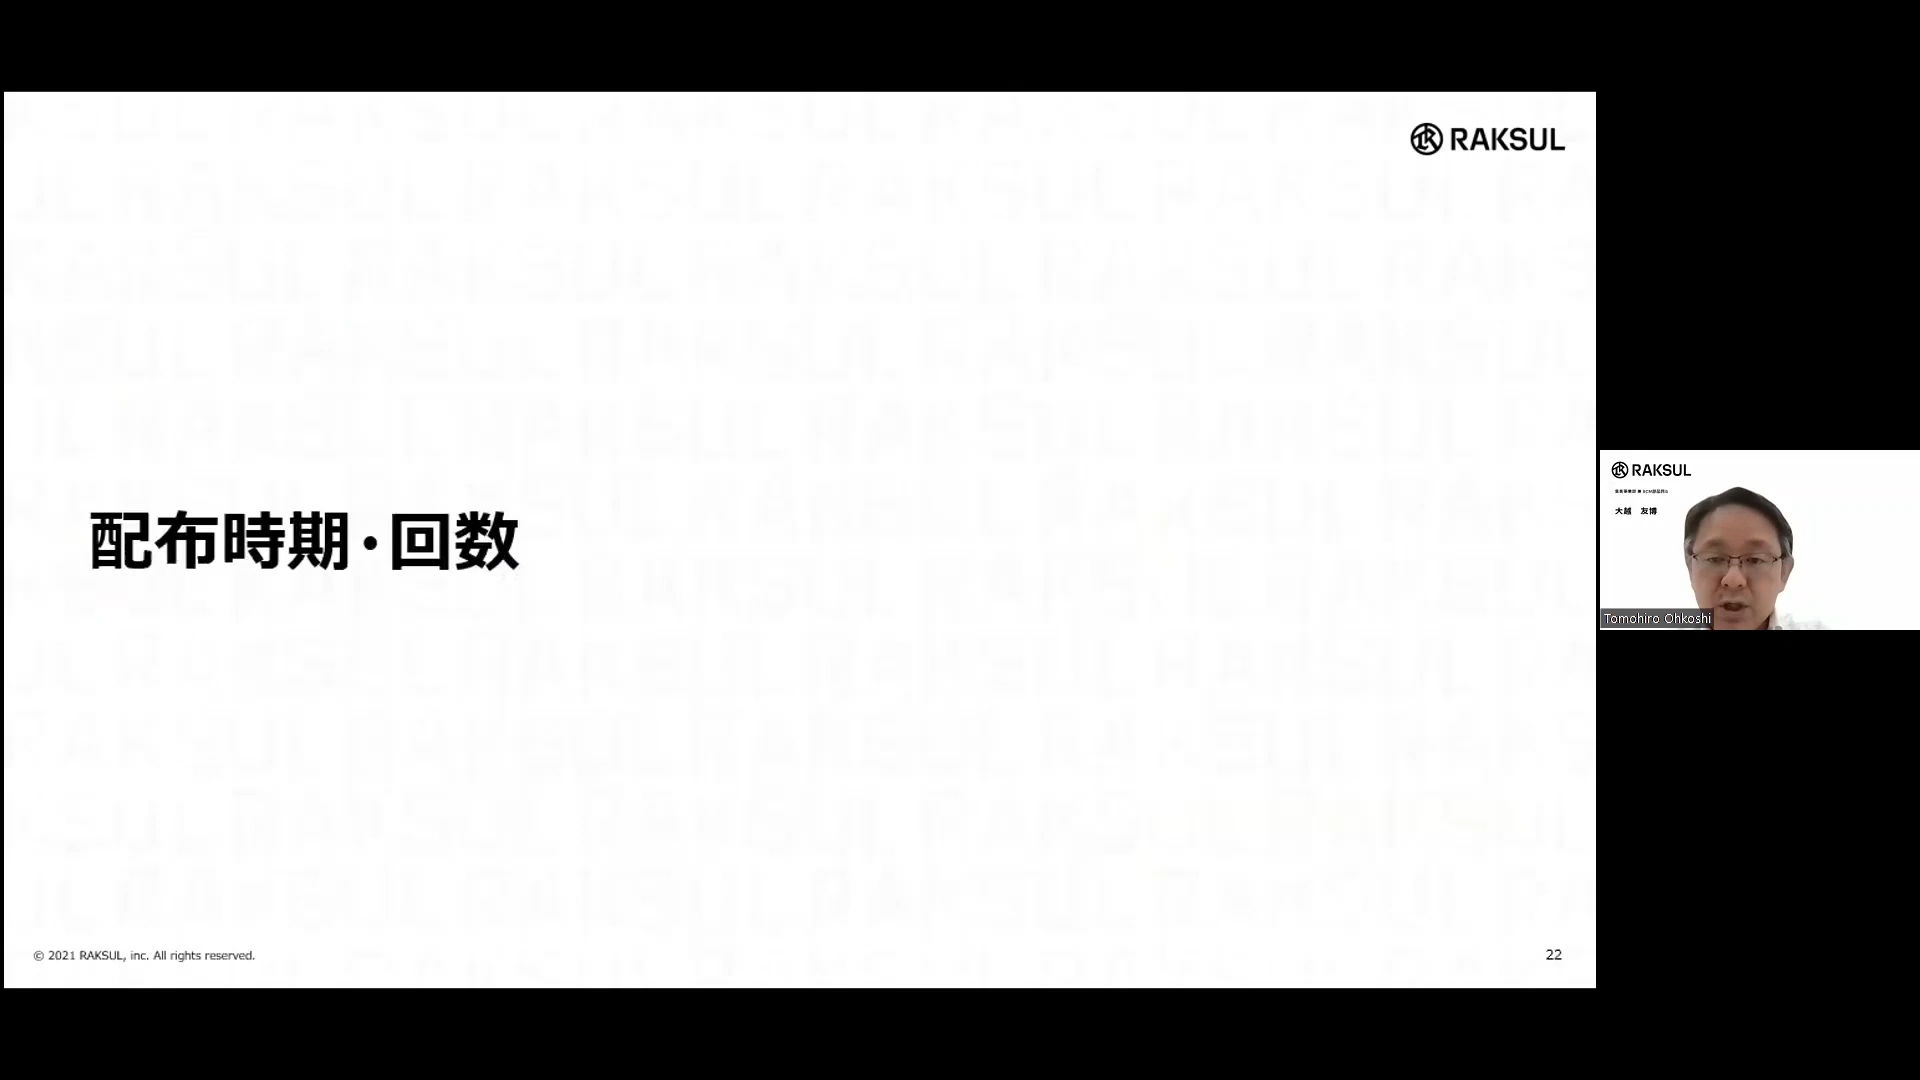 RAKSUL
配布時期・回数
© 2021 RAKSUL, inc. All rights reserved.
22
RAKSUL
大越 友博
Tomohiro Ohkoshi